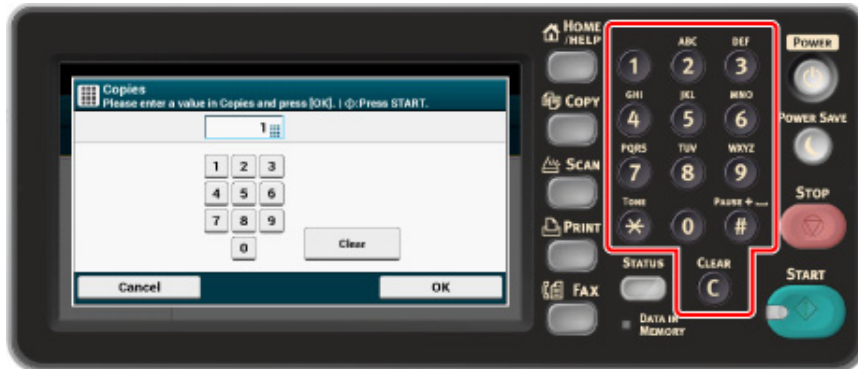 Copies
Please enter a value in Copies and press [OK]. | :Press START.
1
1 2 3
4 5 6
7 8 9
0
Clear
Cancel
OK
HOME
/HELP
COPY
SCAN
PRINT
FAX
ABC DEF
1 2 3
GHI JKL MNO
4 5 6
PQRS TUV WXYZ
7 8 9
TONE PAUSE +
* 0 #
STATUS CLEAR
C
DATA IN
MEMORY
POWER
POWER SAVE
STOP
START